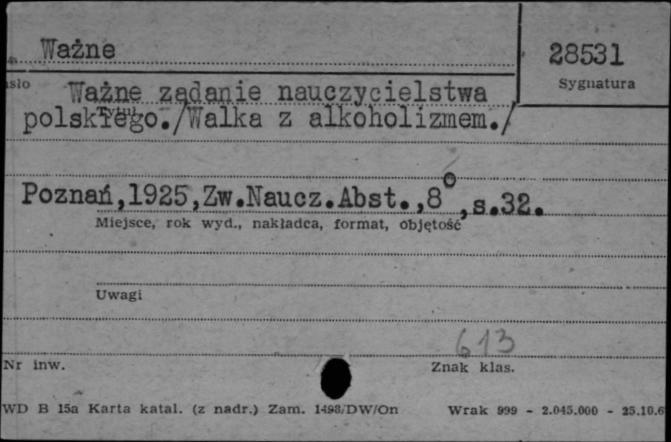 Ważne
28531
Sygnatura
Ważne zadanie nauczycielstwa
polskiego./Walka z alkoholizmem./
Poznań,1925,Zw.Naucz.Abst.,8°,s.32.
Miejsce, rok wyd., nakładca, format, objętość
Uwagi
613
Nr inw.
Znak klas.
WD B 15a Karta katal. (z nadr.) Zam. 1498/DW/On Wrak 999 - 2.045.000 - 25.10.6